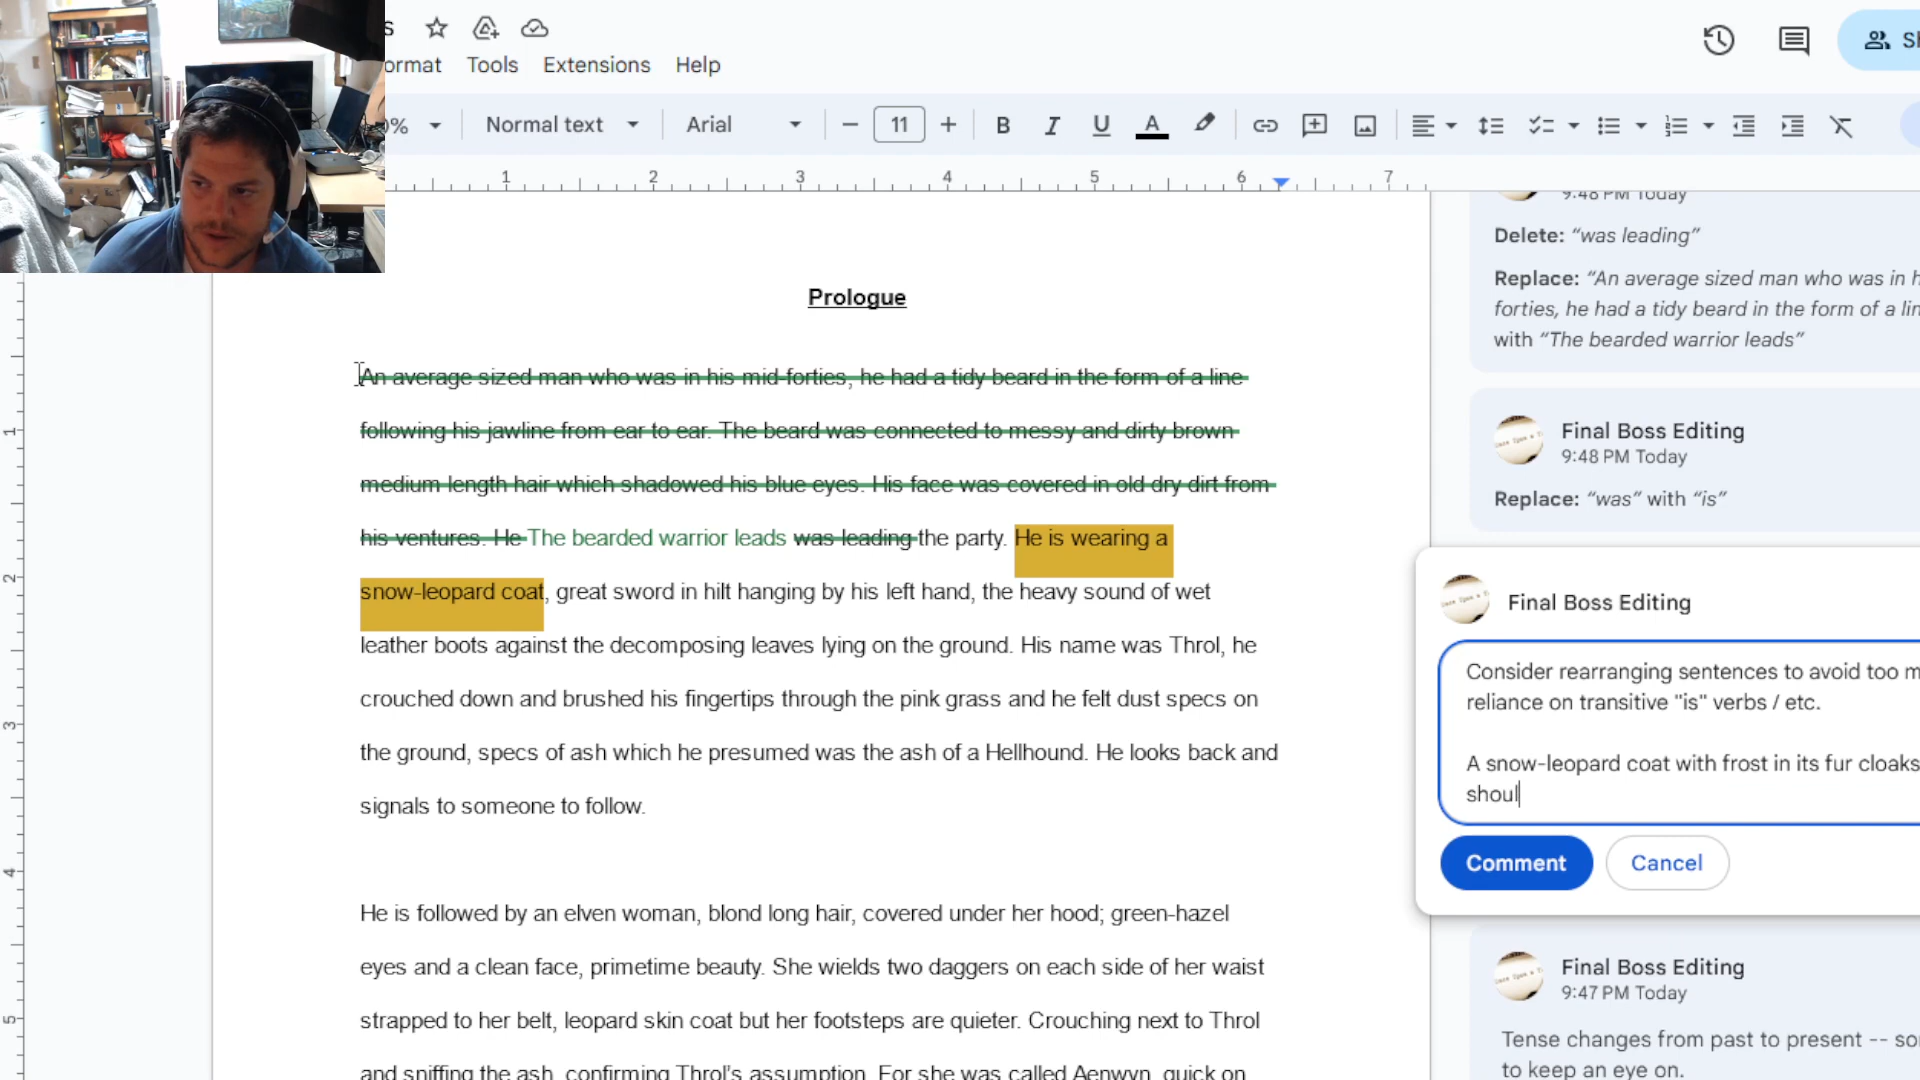 ormat Tools Extensions Help
% Normal text Arial 11 B I U A
1 2 3 4 5 6 7
Prologue
An average sized man who was in his mid-forties, he had a tidy beard in the form of a line
following his jawline from ear to ear. The beard was connected to messy and dirty brown
medium length hair which shadowed his blue eyes. His face was covered in old dry dirt from
his ventures. He The bearded warrior leads was leading the party. He is wearing a
snow-leopard coat, great sword in hilt hanging by his left hand, the heavy sound of wet
leather boots against the decomposing leaves lying on the ground. His name was Throl, he
crouched down and brushed his fingertips through the pink grass and he felt dust specs on
the ground, specs of ash which he presumed was the ash of a Hellhound. He looks back and
signals to someone to follow.
He is followed by an elven woman, blond long hair, covered under her hood; green-hazel
eyes and a clean face, primetime beauty. She wields two daggers on each side of her waist
strapped to her belt, leopard skin coat but her footsteps are quieter. Crouching next to Throl
and sniffing the ash, confirming Throl's assumption. For she was called Aenwyn, quick on
1
2
3
4
5
9:48 PM Today
Delete: “was leading”
Replace: “An average sized man who was in h
forties, he had a tidy beard in the form of a lin
with “The bearded warrior leads”
Final Boss Editing
9:48 PM Today
Replace: “was” with “is”
Final Boss Editing
Consider rearranging sentences to avoid too m
reliance on transitive "is" verbs / etc.
A snow-leopard coat with frost in its fur cloaks
shoul
Comment Cancel
Final Boss Editing
9:47 PM Today
Tense changes from past to present -- so
to keep an eye on.